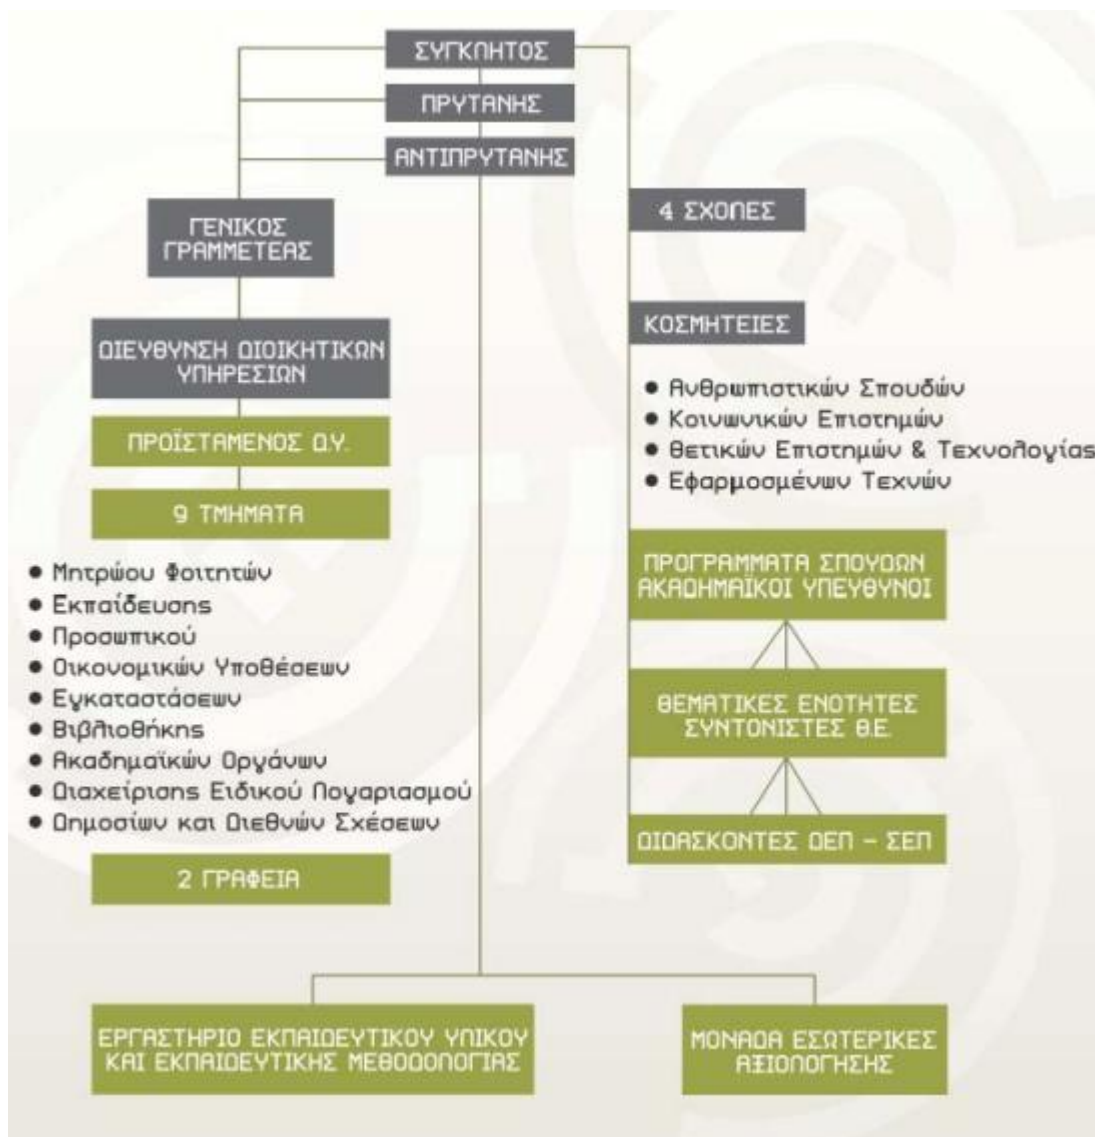 ΣΥΓΚΛΗΤΟΣ
ΠΡΥΤΑΝΗΣ
ΑΝΤΙΠΡΥΤΑΝΗΣ
ΓΕΝΙΚΟΣ
ΓΡΑΜΜΕΤΕΑΣ
ΔΙΕΥΘΥΝΣΗ ΔΙΟΙΚΗΤΙΚΩΝ
ΥΠΗΡΕΣΙΩΝ
ΠΡΟΪΣΤΑΜΕΝΟΣ Δ.Υ.
9 ΤΜΗΜΑΤΑ
● Μητρώου Φοιτητών
● Εκπαίδευσης
● Προσωπικού
● Οικονομικών Υποθέσεων
● Εγκαταστάσεων
● Βιβλιοθήκης
● Ακαδημαϊκών Οργάνων
● Διαχείρισης Ειδικού Λογαριασμού
● Δημοσίων και Διεθνών Σχέσεων
2 ΓΡΑΦΕΙΑ
4 ΣΧΟΛΕΣ
ΚΟΣΜΗΤΕΙΕΣ
● Ανθρωπιστικών Σπουδών
● Κοινωνικών Επιστημών
● Θετικών Επιστημών & Τεχνολογίας
● Εφαρμοσμένων Τεχνών
ΠΡΟΓΡΑΜΜΑΤΑ ΣΠΟΥΔΩΝ
ΑΚΑΔΗΜΑΪΚΟΙ ΥΠΕΥΘΥΝΟΙ
ΘΕΜΑΤΙΚΕΣ ΕΝΟΤΗΤΕΣ
ΣΥΝΤΟΝΙΣΤΕΣ Θ.Ε.
ΔΙΔΑΣΚΟΝΤΕΣ ΔΕΠ – ΣΕΠ
ΕΡΓΑΣΤΗΡΙΟ ΕΚΠΑΙΔΕΥΤΙΚΟΥ ΥΛΙΚΟΥ
ΚΑΙ ΕΚΠΑΙΔΕΥΤΙΚΗΣ ΜΕΘΟΔΟΛΟΓΙΑΣ
ΜΟΝΑΔΑ ΕΣΩΤΕΡΙΚΕΣ
ΑΞΙΟΛΟΓΗΣΗΣ